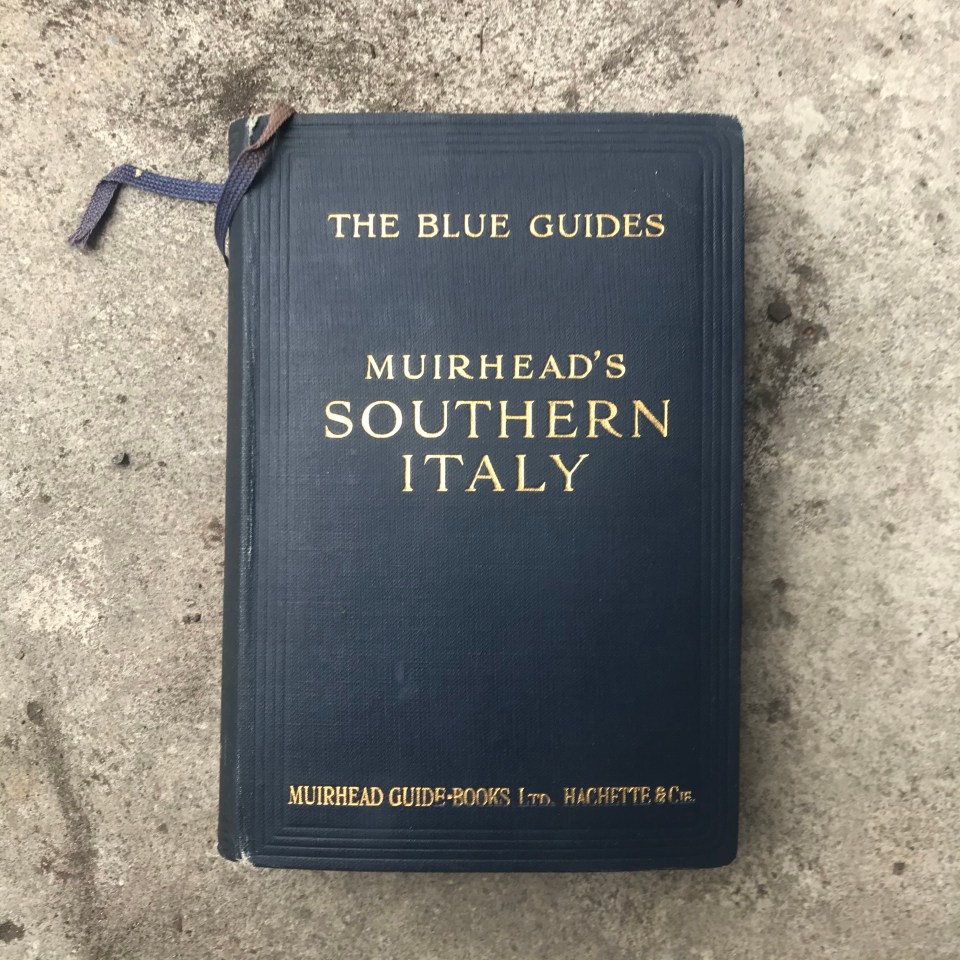 THE BLUE GUIDES
MUIRHEAD'S
SOUTHERN
ITALY
MUIRHEAD GUIDE-BOOKS LTD. HACHETTE & CIE.